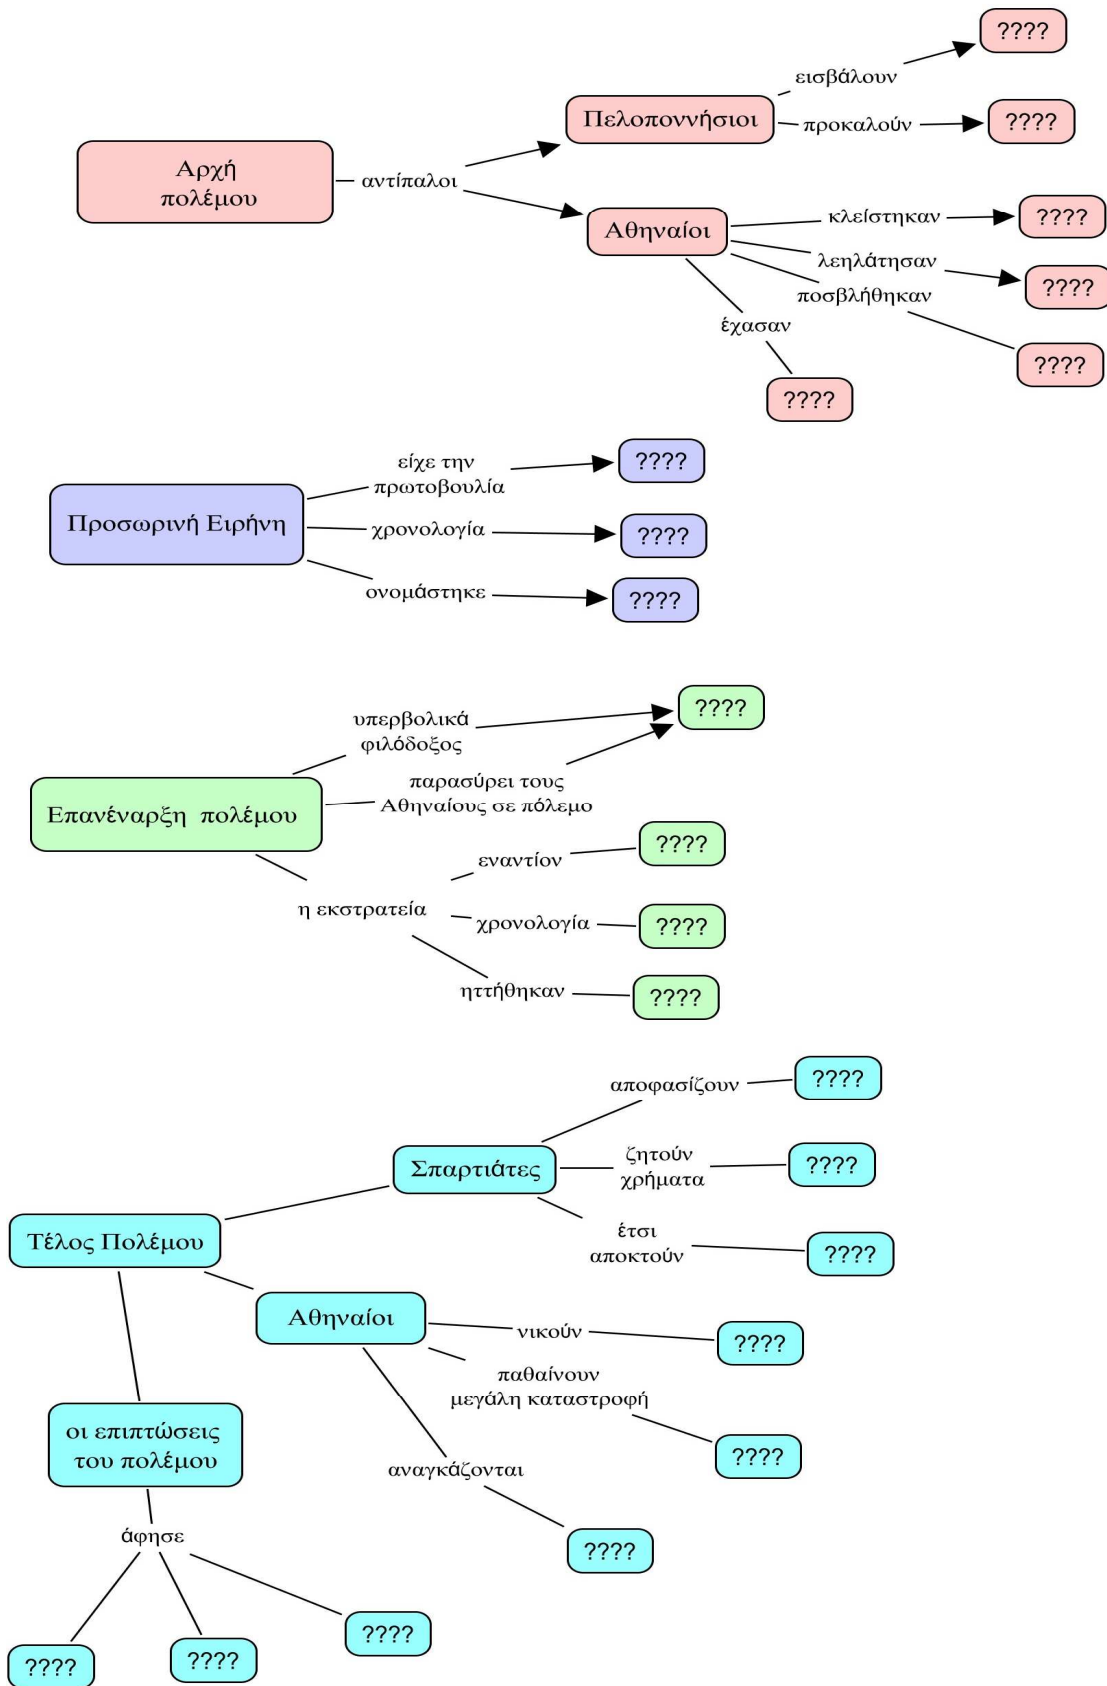 ????
εισβάλουν
Πελοποννήσιοι
προκαλούν
????
Αρχή
πολέμου
αντίπαλοι
Αθηναίοι
κλείστηκαν
????
λεηλάτησαν
????
ποσβλήθηκαν
????
έχασαν
????
Προσωρινή Ειρήνη
είχε την
πρωτοβουλία
????
χρονολογία
????
ονομάστηκε
????
Επανέναρξη πολέμου
υπερβολικά
φιλόδοξος
????
παρασύρει τους
Αθηναίους σε πόλεμο
η εκστρατεία
εναντίον
????
χρονολογία
????
ηττήθηκαν
????
Τέλος Πολέμου
Σπαρτιάτες
αποφασίζουν
????
ζητούν
χρήματα
????
έτσι
αποκτούν
????
Αθηναίοι
νικούν
????
παθαίνουν
μεγάλη καταστροφή
????
αναγκάζονται
????
οι επιπτώσεις
του πολέμου
άφησε
????
????
????